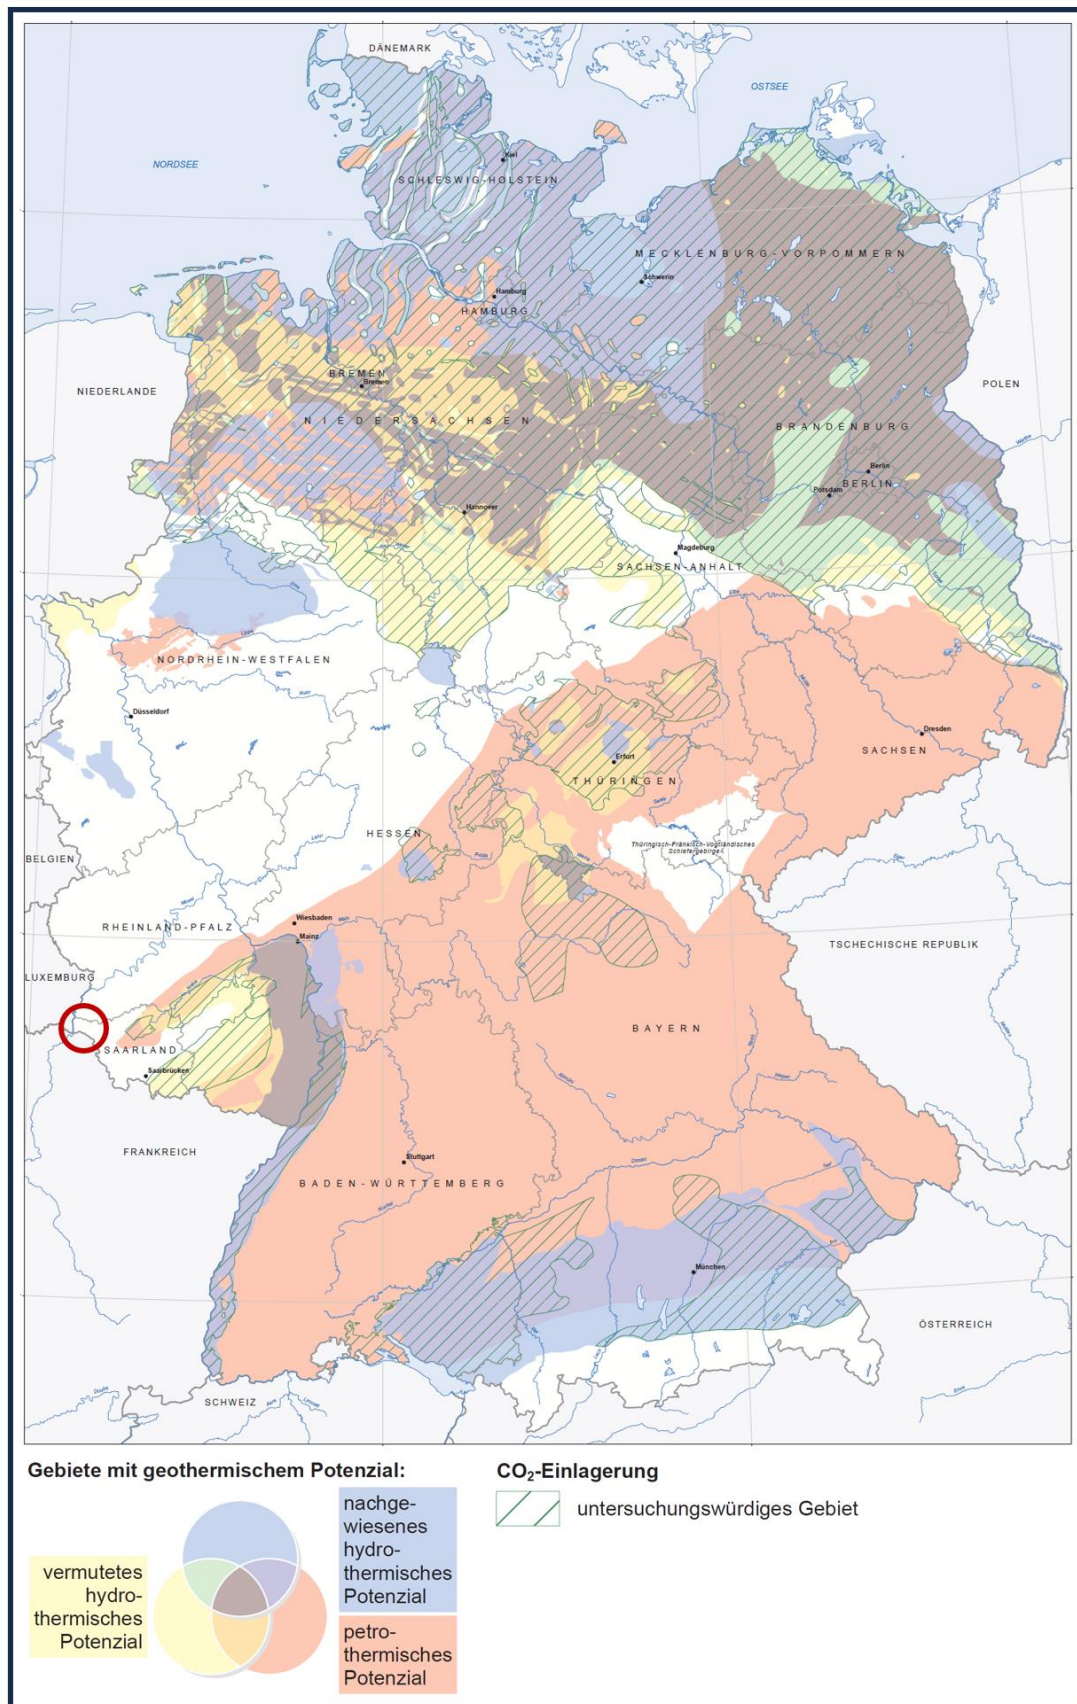 DÄNEMARK
OSTSEE
NORDSEE
Kiel
SCHLESWIG-HOLSTEIN
MECKLENBURG-VORPOMMERN
Schwerin
Hamburg
HAMBURG
BREMEN
Bremen
NIEDERLANDE
POLEN
NIEDERSACHSEN
BRANDENBURG
Berlin
BERLIN
Potsdam
Hannover
Magdeburg
SACHSEN-ANHALT
NORDRHEIN-WESTFALEN
Düsseldorf
Dresden
SACHSEN
Erfurt
THÜRINGEN
HESSEN
Thüringisch-Fränkisch-Vogtländisches
Schiefergebirge
BELGIEN
Wiesbaden
RHEINLAND-PFALZ
Mainz
TSCHECHISCHE REPUBLIK
LUXEMBURG
BAYERN
SAARLAND
Saarbrücken
FRANKREICH
Stuttgart
BADEN-WÜRTTEMBERG
München
ÖSTERREICH
SCHWEIZ
Gebiete mit geothermischem Potenzial:
vermutetes
hydro-
thermisches
Potenzial
nachge-
wiesenes
hydro-
thermisches
Potenzial
petro-
thermisches
Potenzial
CO₂-Einlagerung
untersuchungswürdiges Gebiet